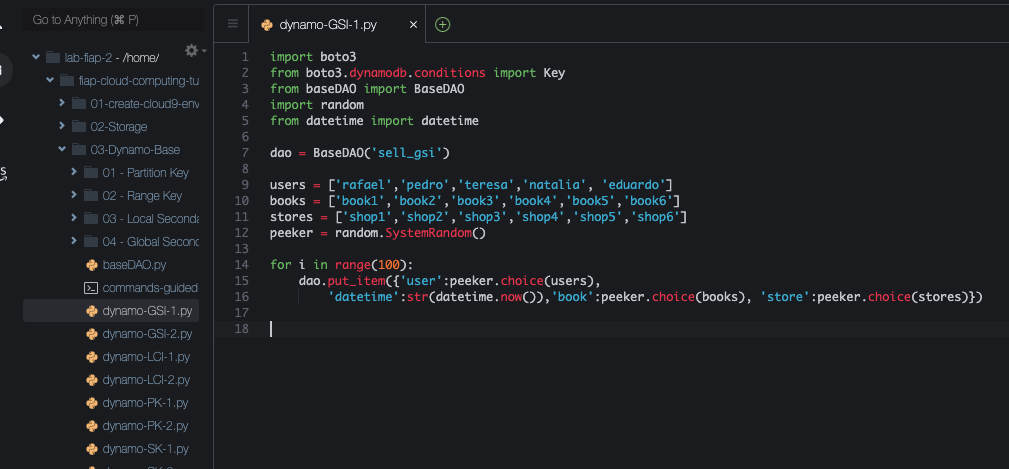 Go to Anything (⌘ P)
lab-fiap-2 - /home/
fiap-cloud-computing-tu
01-create-cloud9-env
02-Storage
03-Dynamo-Base
01 - Partition Key
02 - Range Key
03 - Local Seconda
04 - Global Second
baseDAO.py
commands-guided
dynamo-GSI-1.py
dynamo-GSI-2.py
dynamo-LCI-1.py
dynamo-LCI-2.py
dynamo-PK-1.py
dynamo-PK-2.py
dynamo-SK-1.py
dynamo-GSI-1.py
1 import boto3
2 from boto3.dynamodb.conditions import Key
3 from baseDAO import BaseDAO
4 import random
5 from datetime import datetime
6
7 dao = BaseDAO('sell_gsi')
8
9 users = ['rafael','pedro','teresa','natalia', 'eduardo']
10 books = ['book1','book2','book3','book4','book5','book6']
11 stores = ['shop1','shop2','shop3','shop4','shop5','shop6']
12 peeker = random.SystemRandom()
13
14 for i in range(100):
15 dao.put_item({'user':peeker.choice(users),
16 'datetime':str(datetime.now()),'book':peeker.choice(books), 'store':peeker.choice(stores)})
17
18